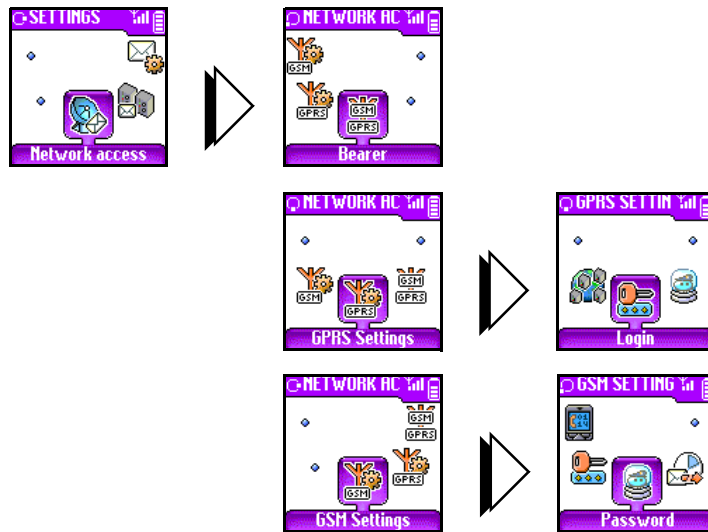 SETTINGS
Network access
NETWORK AC
GSM
GPRS
GSM
GPRS
Bearer
NETWORK AC
GSM
GPRS
GSM
GPRS
GPRS Settings
GPRS SETTIN
Login
NETWORK AC
GSM
GPRS
GSM
GPRS
GSM Settings
GSM SETTING
Password